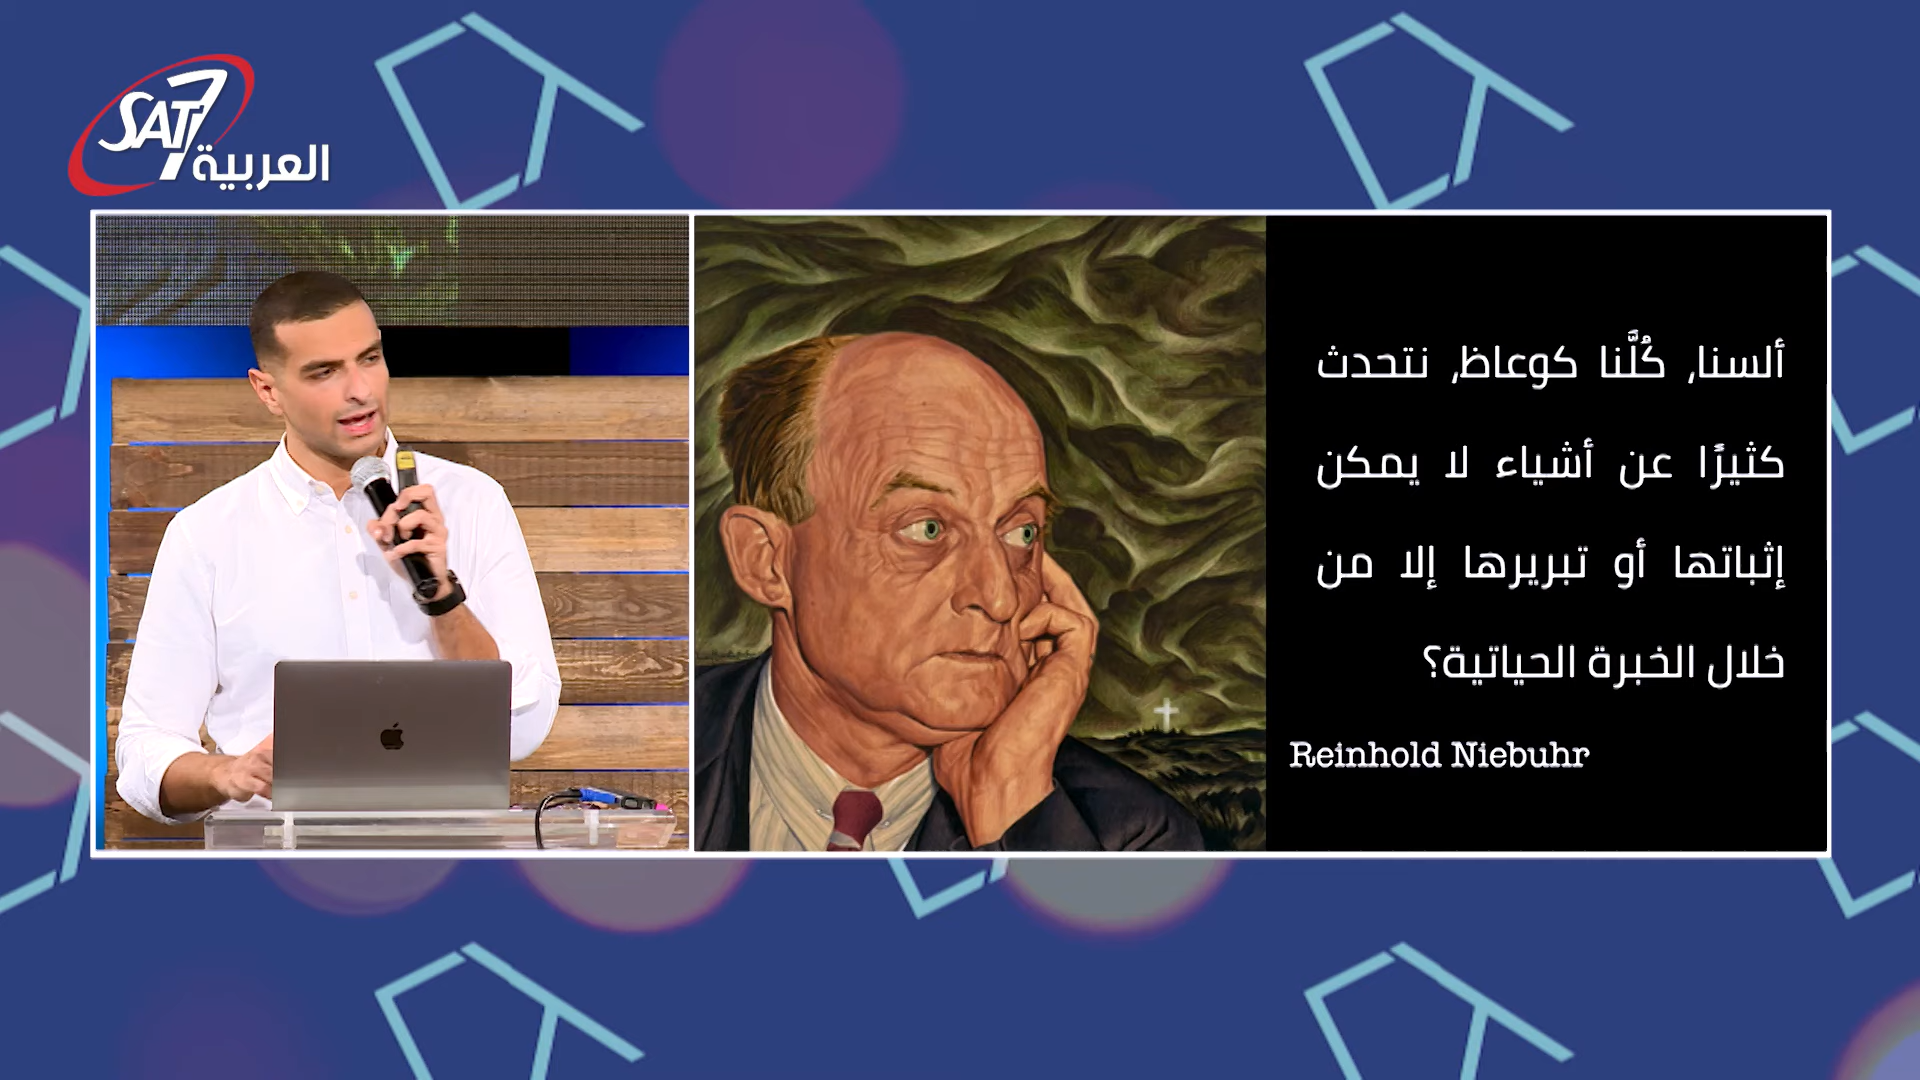 SAT7
العربية
ألسنا، كُلَّنا كوعاظ، نتحدث
كثيرًا عن أشياء لا يمكن
إثباتها أو تبريرها إلا من
خلال الخبرة الحياتية؟
Reinhold Niebuhr